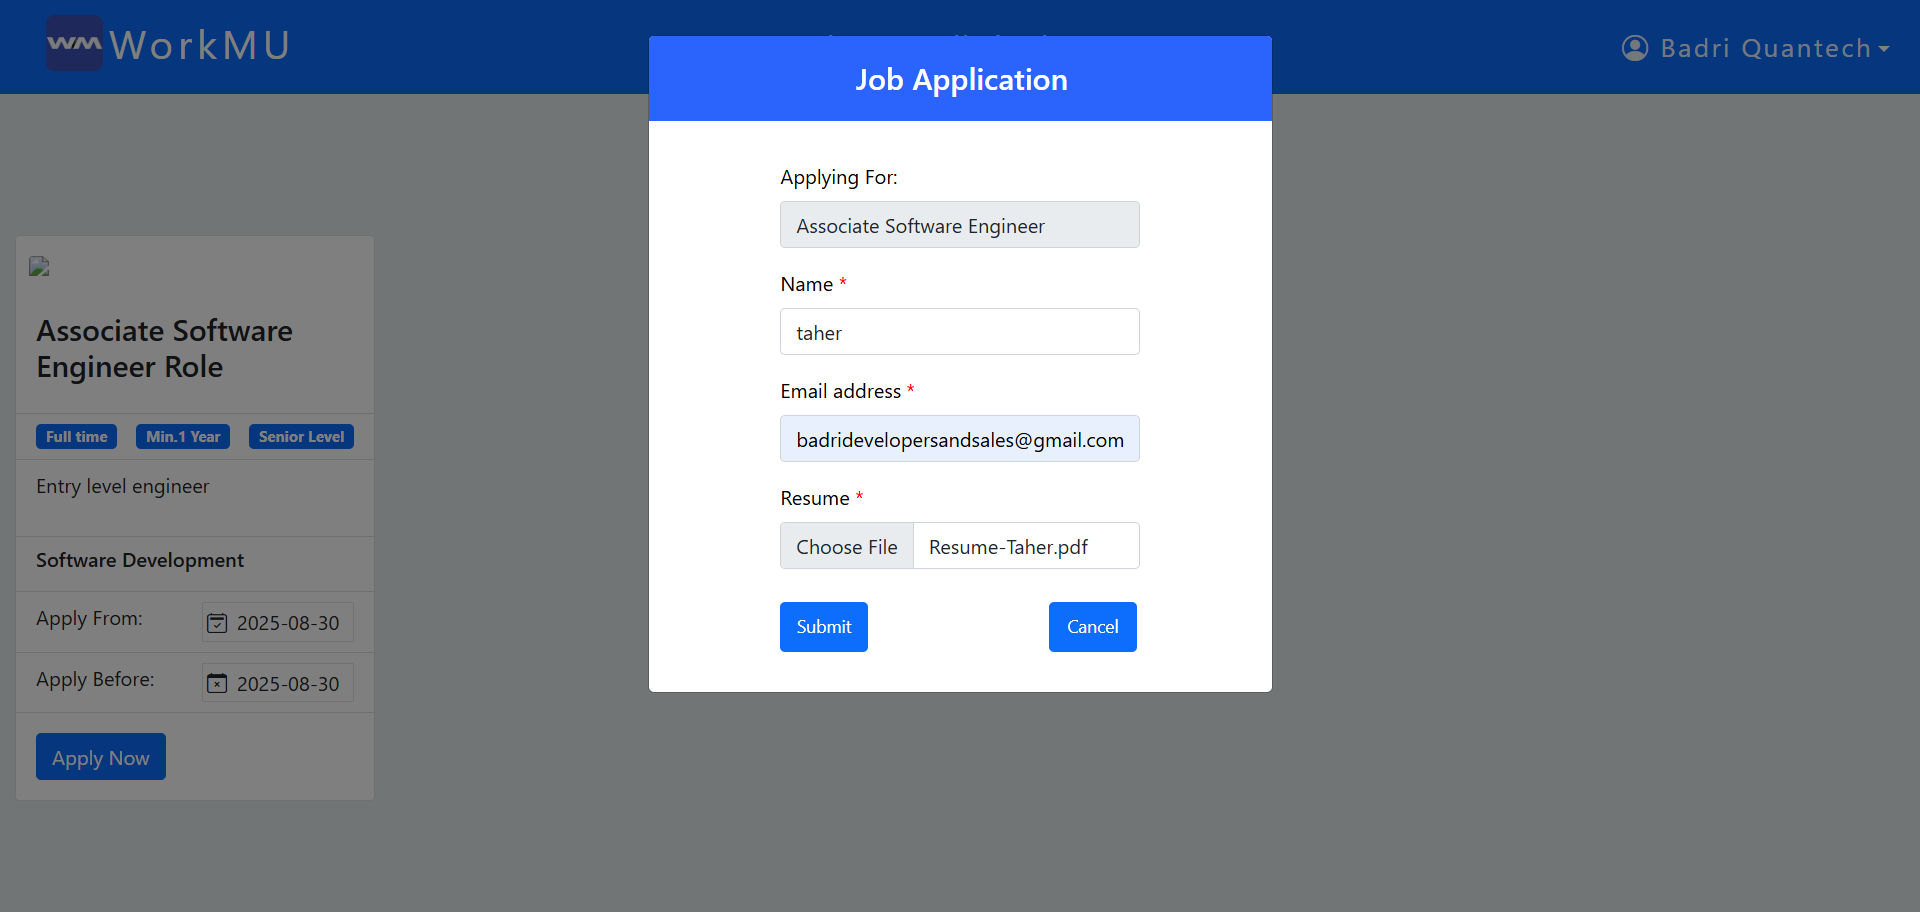 WM WorkMU
Badri Quantech
Job Application
Applying For:
Associate Software Engineer
Name *
taher
Email address *
badridevelopersandsales@gmail.com
Resume *
Choose File Resume-Taher.pdf
Submit Cancel
Associate Software
Engineer Role
Full time Min.1 Year Senior Level
Entry level engineer
Software Development
Apply From: 2025-08-30
Apply Before: 2025-08-30
Apply Now